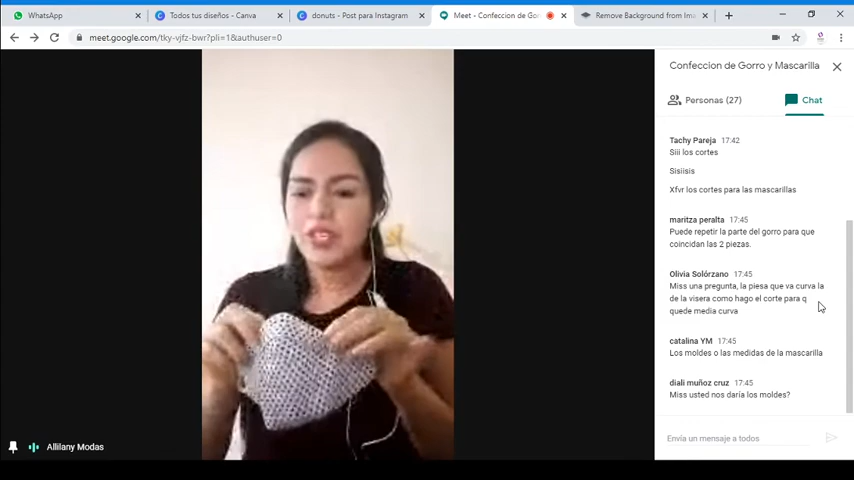 WhatsApp
Todos tus diseños - Canva
donuts - Post para Instagram
Meet - Confeccion de Go
Remove Background from Ima
meet.google.com/tky-vjfz-bwr?pli=1&authuser=0
Confeccion de Gorro y Mascarilla
Personas (27)
Chat
Tachy Pareja 17:42
Siii los cortes
Sisiisis
Xfvr los cortes para las mascarillas
maritza peralta 17:45
Puede repetir la parte del gorro para que
coincidan las 2 piezas.
Olivia Solórzano 17:45
Miss una pregunta, la piesa que va curva la
de la visera como hago el corte para q
quede media curva
catalina YM 17:45
Los moldes o las medidas de la mascarilla
diali muñoz cruz 17:45
Miss usted nos daría los moldes?
Envía un mensaje a todos
Allilany Modas